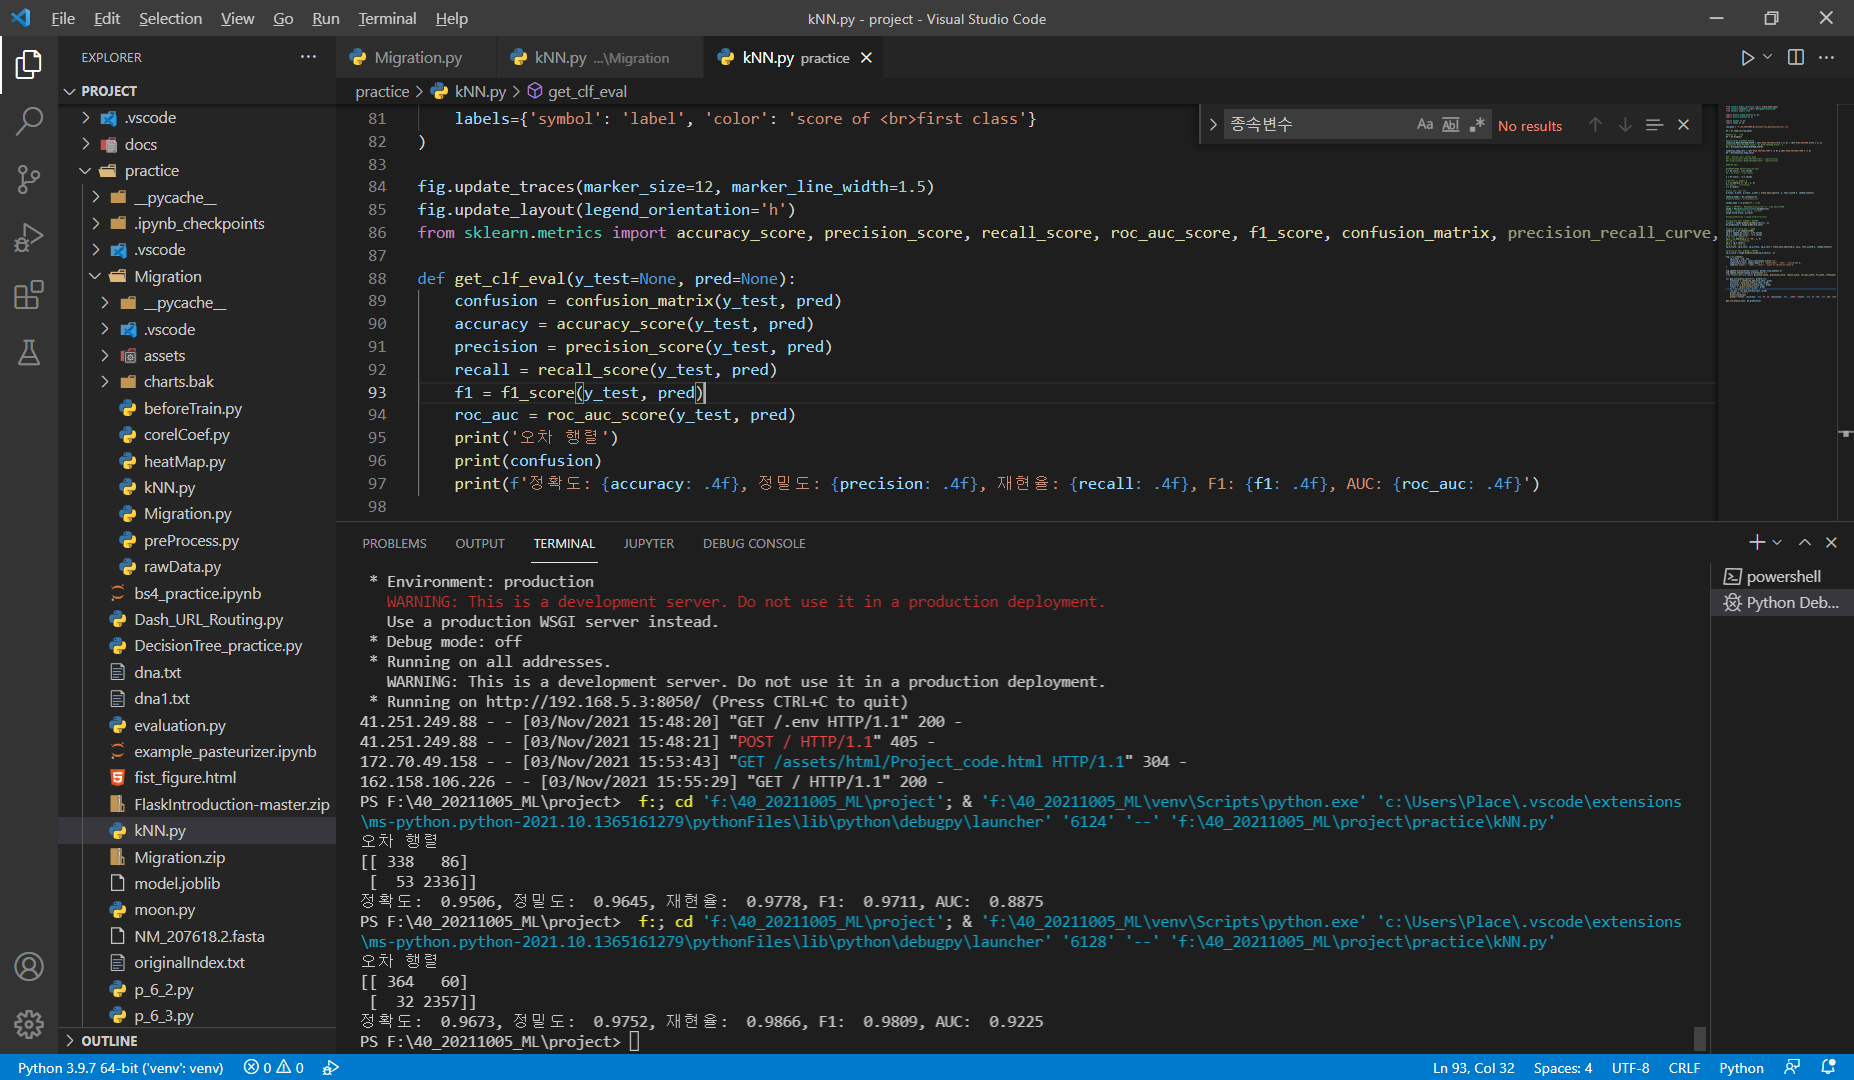 File Edit Selection View Go Run Terminal Help
kNN.py - project - Visual Studio Code
EXPLORER
PROJECT
.vscode
docs
practice
__pycache__
.ipynb_checkpoints
.vscode
Migration
__pycache__
.vscode
assets
charts.bak
beforeTrain.py
corelCoef.py
heatMap.py
kNN.py
Migration.py
preProcess.py
rawData.py
bs4_practice.ipynb
Dash_URL_Routing.py
DecisionTree_practice.py
dna.txt
dna1.txt
evaluation.py
example_pasteurizer.ipynb
fist_figure.html
FlaskIntroduction-master.zip
kNN.py
Migration.zip
model.joblib
moon.py
NM_207618.2.fasta
originalIndex.txt
p_6_2.py
p_6_3.py
OUTLINE
Migration.py
kNN.py ...\Migration
kNN.py practice
practice > kNN.py > get_clf_eval
종속변수
Aa Ab .* No results
81 labels={'symbol': 'label', 'color': 'score of <br>first class'}
82 )
83
84 fig.update_traces(marker_size=12, marker_line_width=1.5)
85 fig.update_layout(legend_orientation='h')
86 from sklearn.metrics import accuracy_score, precision_score, recall_score, roc_auc_score, f1_score, confusion_matrix, precision_recall_curve,
87
88 def get_clf_eval(y_test=None, pred=None):
89 confusion = confusion_matrix(y_test, pred)
90 accuracy = accuracy_score(y_test, pred)
91 precision = precision_score(y_test, pred)
92 recall = recall_score(y_test, pred)
93 f1 = f1_score(y_test, pred)
94 roc_auc = roc_auc_score(y_test, pred)
95 print('오차 행렬')
96 print(confusion)
97 print(f'정확도: {accuracy: .4f}, 정밀도: {precision: .4f}, 재현율: {recall: .4f}, F1: {f1: .4f}, AUC: {roc_auc: .4f}')
98
PROBLEMS OUTPUT TERMINAL JUPYTER DEBUG CONSOLE
powershell
Python Deb...
* Environment: production
WARNING: This is a development server. Do not use it in a production deployment.
Use a production WSGI server instead.
* Debug mode: off
* Running on all addresses.
WARNING: This is a development server. Do not use it in a production deployment.
* Running on http://192.168.5.3:8050/ (Press CTRL+C to quit)
41.251.249.88 - - [03/Nov/2021 15:48:20] "GET /.env HTTP/1.1" 200 -
41.251.249.88 - - [03/Nov/2021 15:48:21] "POST / HTTP/1.1" 405 -
172.70.49.158 - - [03/Nov/2021 15:53:43] "GET /assets/html/Project_code.html HTTP/1.1" 304 -
162.158.106.226 - - [03/Nov/2021 15:55:29] "GET / HTTP/1.1" 200 -
PS F:\40_20211005_ML\project> f:; cd 'f:\40_20211005_ML\project'; & 'f:\40_20211005_ML\venv\Scripts\python.exe' 'c:\Users\Place\.vscode\extensions
\ms-python.python-2021.10.1365161279\pythonFiles\lib\python\debugpy\launcher' '6124' '--' 'f:\40_20211005_ML\project\practice\kNN.py'
오차 행렬
[[ 338 86]
[ 53 2336]]
정확도: 0.9506, 정밀도: 0.9645, 재현율: 0.9778, F1: 0.9711, AUC: 0.8875
PS F:\40_20211005_ML\project> f:; cd 'f:\40_20211005_ML\project'; & 'f:\40_20211005_ML\venv\Scripts\python.exe' 'c:\Users\Place\.vscode\extensions
\ms-python.python-2021.10.1365161279\pythonFiles\lib\python\debugpy\launcher' '6128' '--' 'f:\40_20211005_ML\project\practice\kNN.py'
오차 행렬
[[ 364 60]
[ 32 2357]]
정확도: 0.9673, 정밀도: 0.9752, 재현율: 0.9866, F1: 0.9809, AUC: 0.9225
PS F:\40_20211005_ML\project>
Python 3.9.7 64-bit ('venv': venv) 0 0 Ln 93, Col 32 Spaces: 4 UTF-8 CRLF Python